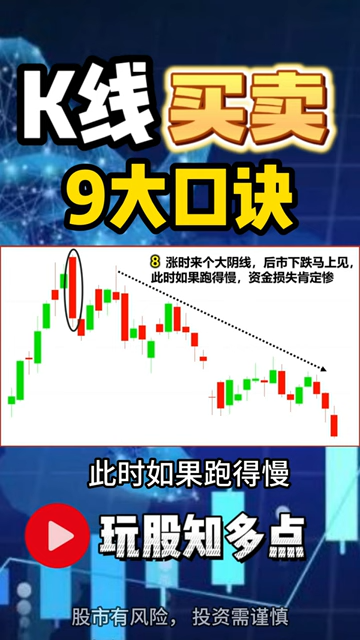 K线买卖
9大口诀
8 涨时来个大阴线，后市下跌马上见，
此时如果跑得慢，资金损失肯定惨
此时如果跑得慢
玩股知多点
股市有风险，投资需谨慎